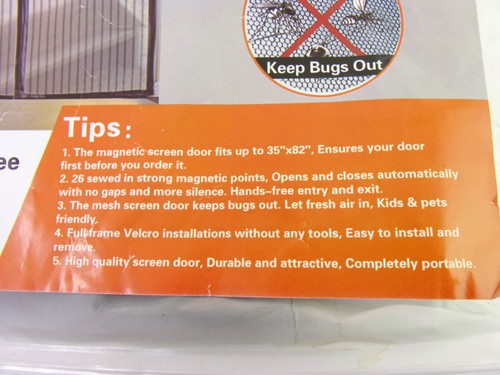 Keep Bugs Out
ee
Tips:
1. The magnetic screen door fits up to 35"x82", Ensures your door
first before you order it.
2. 26 sewed in strong magnetic points, Opens and closes automatically
with no gaps and more silence. Hands-free entry and exit.
3. The mesh screen door keeps bugs out. Let fresh air in, Kids & pets
friendly.
4. Full frame Velcro installations without any tools, Easy to install and
remove.
5. High quality screen door, Durable and attractive, Completely portable.